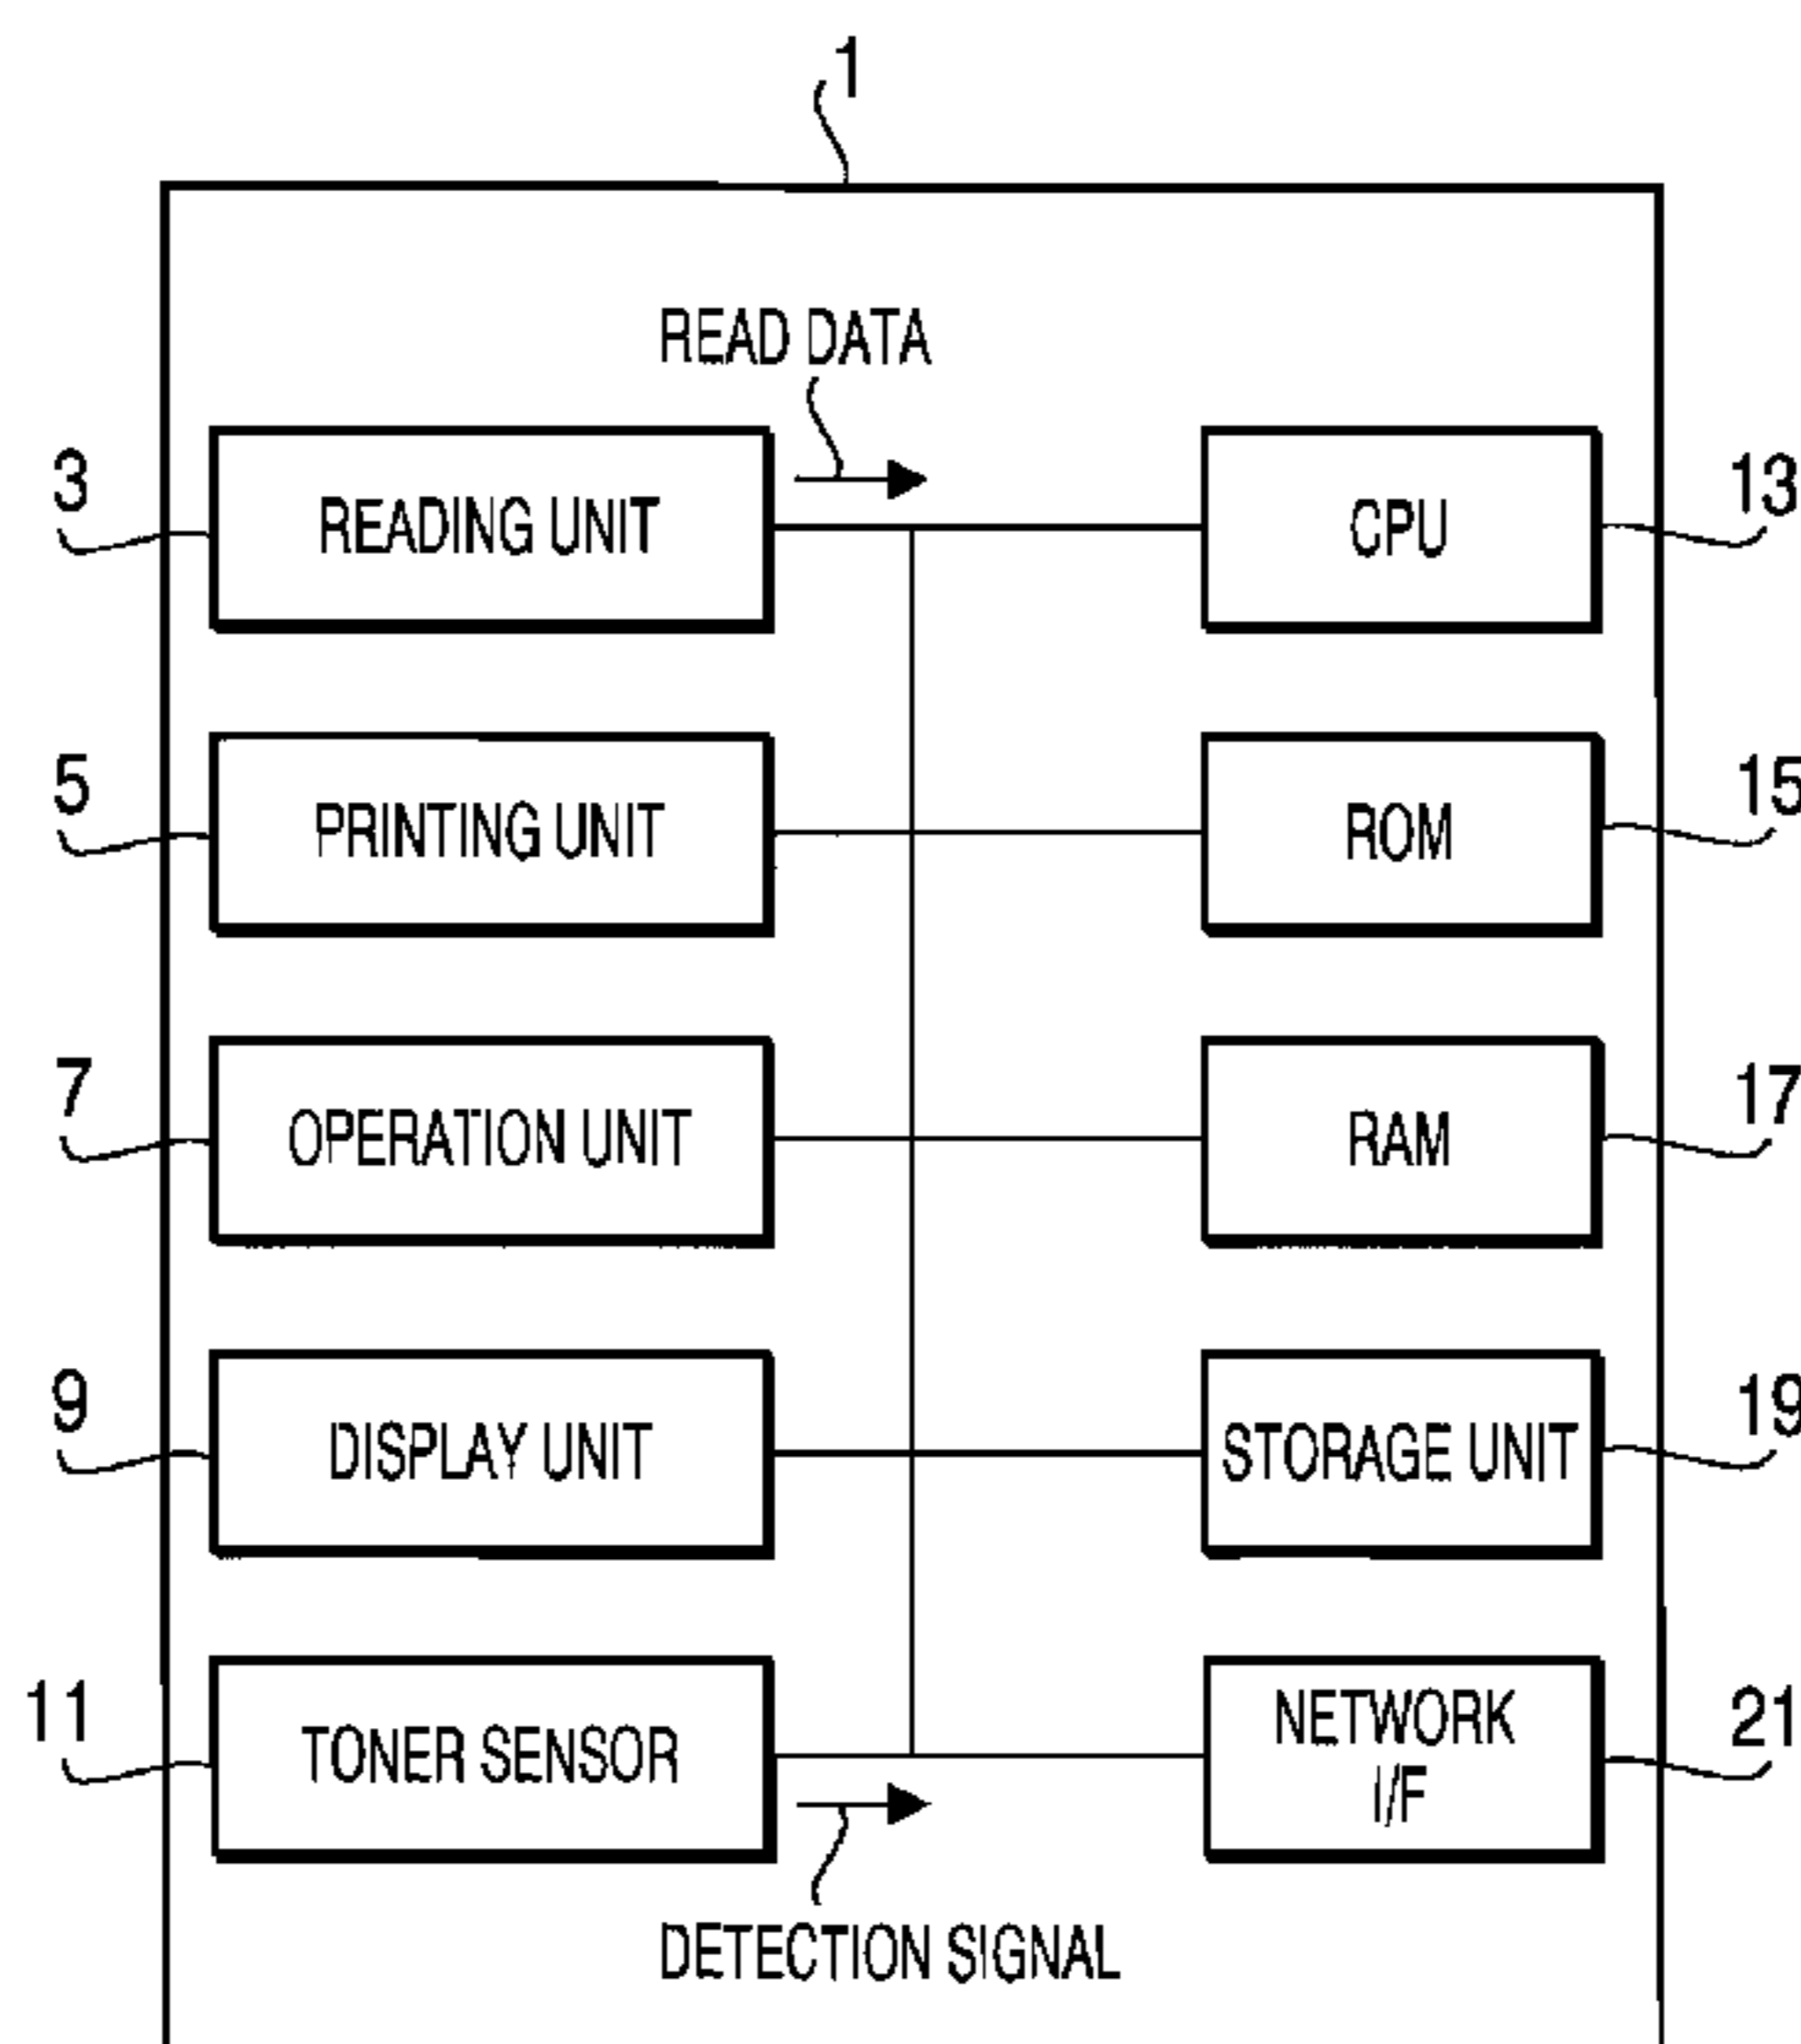 1
READ DATA
3
READING UNIT
CPU
13
5
PRINTING UNIT
ROM
15
7
OPERATION UNIT
RAM
17
9
DISPLAY UNIT
STORAGE UNIT
19
11
TONER SENSOR
NETWORK
I/F
21
DETECTION SIGNAL